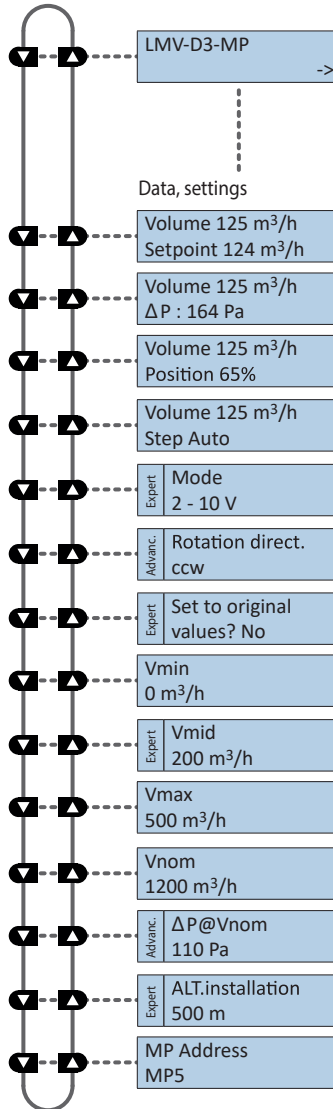 LMV-D3-MP
->
Data, settings
Volume 125 m³/h
Setpoint 124 m³/h
Volume 125 m³/h
ΔP : 164 Pa
Volume 125 m³/h
Position 65%
Volume 125 m³/h
Step Auto
Expert
Mode
2 - 10 V
Advanc.
Rotation direct.
ccw
Expert
Set to original
values? No
Vmin
0 m³/h
Expert
Vmid
200 m³/h
Vmax
500 m³/h
Vnom
1200 m³/h
Advanc.
ΔP@Vnom
110 Pa
Expert
ALT.installation
500 m
MP Address
MP5